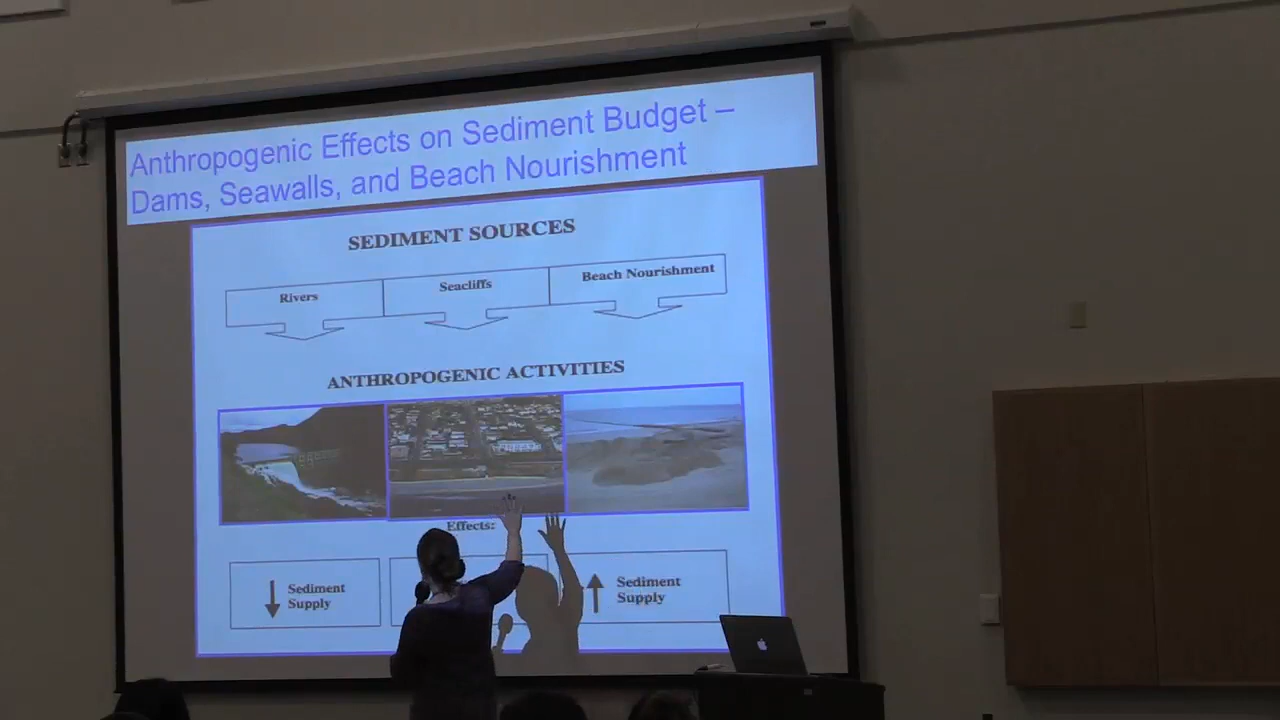 Anthropogenic Effects on Sediment Budget –
Dams, Seawalls, and Beach Nourishment
SEDIMENT SOURCES
Rivers
Seacliffs
Beach Nourishment
ANTHROPOGENIC ACTIVITIES
Effects:
Sediment
Supply
Sediment
Supply